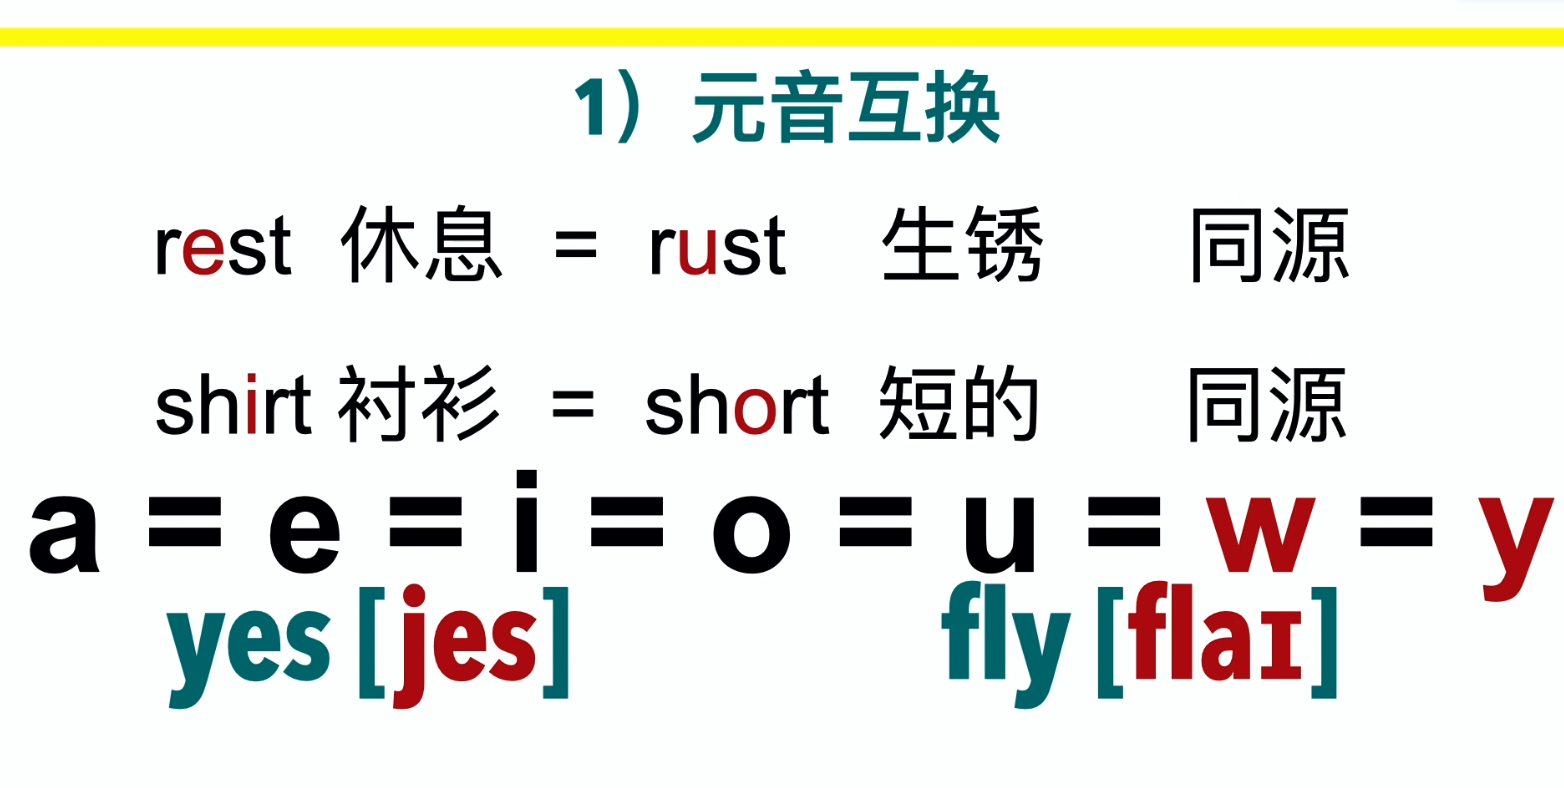 1）元音互换
rest 休息 = rust 生锈 同源
shirt 衬衫 = short 短的 同源
a = e = i = o = u = w = y
yes [jes] fly [flaɪ]